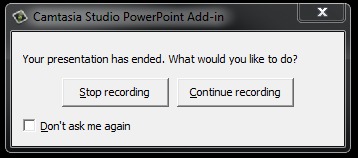 Camtasia Studio PowerPoint Add-in
Your presentation has ended. What would you like to do?
Stop recording Continue recording
Don't ask me again